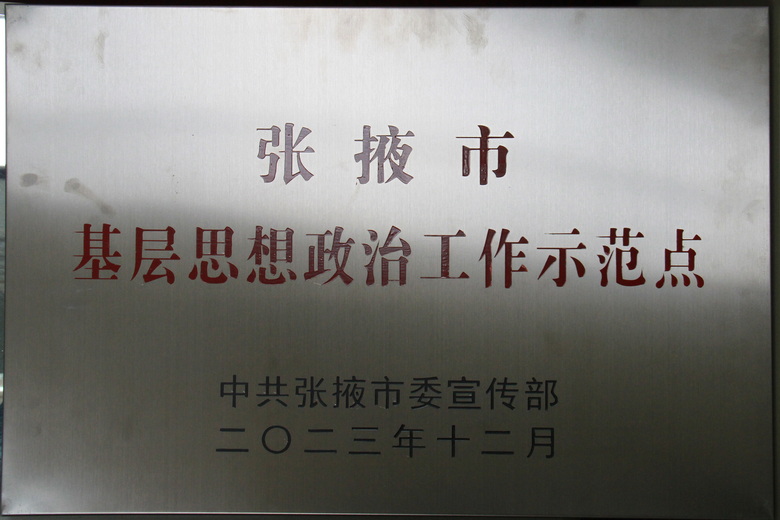 张掖市
基层思想政治工作示范点
中共张掖市委宣传部
二〇二三年十二月